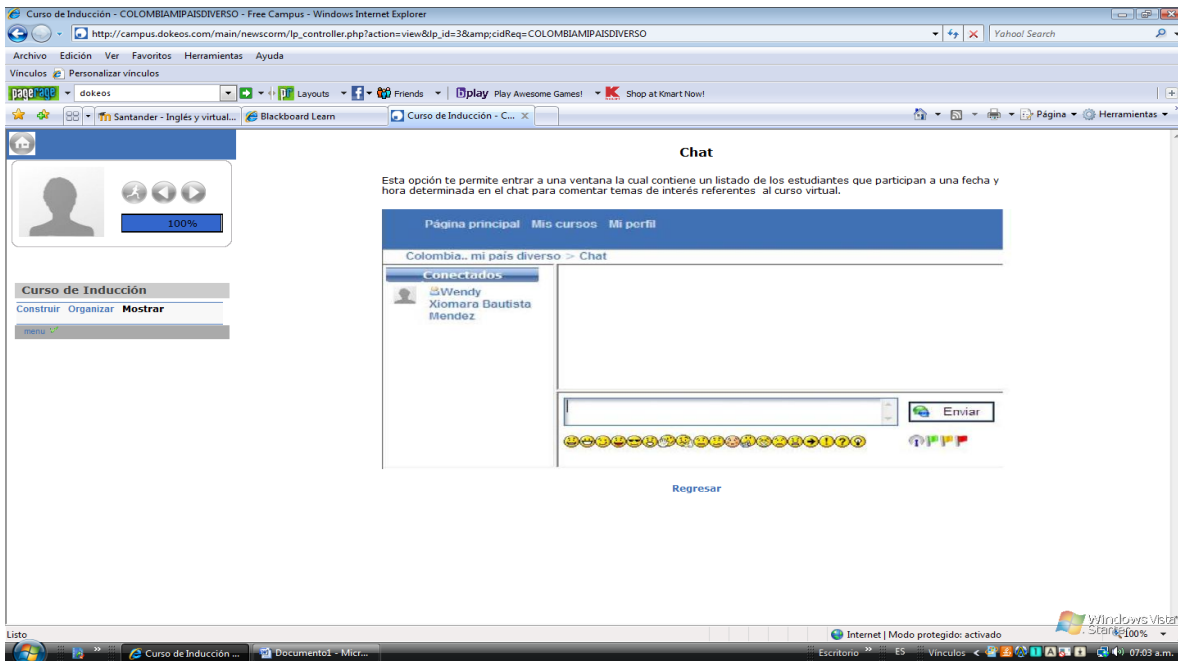 Curso de Inducción - COLOMBIAMIPAISDIVERSO - Free Campus - Windows Internet Explorer
http://campus.dokeos.com/main/newscorm/lp_controller.php?action=view&lp_id=3&amp;cidReq=COLOMBIAMIPAISDIVERSO
Yahoo! Search
Archivo Edición Ver Favoritos Herramientas Ayuda
Vínculos Personalizar vínculos
pagerage dokeos Layouts Friends play Play Awesome Games! Shop at Kmart Now!
Santander - Inglés y virtual... Blackboard Learn Curso de Inducción - C... Página Herramientas
Chat
Esta opción te permite entrar a una ventana la cual contiene un listado de los estudiantes que participan a una fecha y
hora determinada en el chat para comentar temas de interés referentes al curso virtual.
100%
Página principal Mis cursos Mi perfil
Colombia.. mi país diverso > Chat
Conectados
Wendy
Xiomara Bautista
Mendez
Curso de Inducción
Construir Organizar Mostrar
menu
Enviar
Regresar
Windows Vista
Starter
Listo Internet | Modo protegido: activado 100%
Curso de Inducción ... Documento1 - Micr... Escritorio ES Vínculos 07:03 a.m.